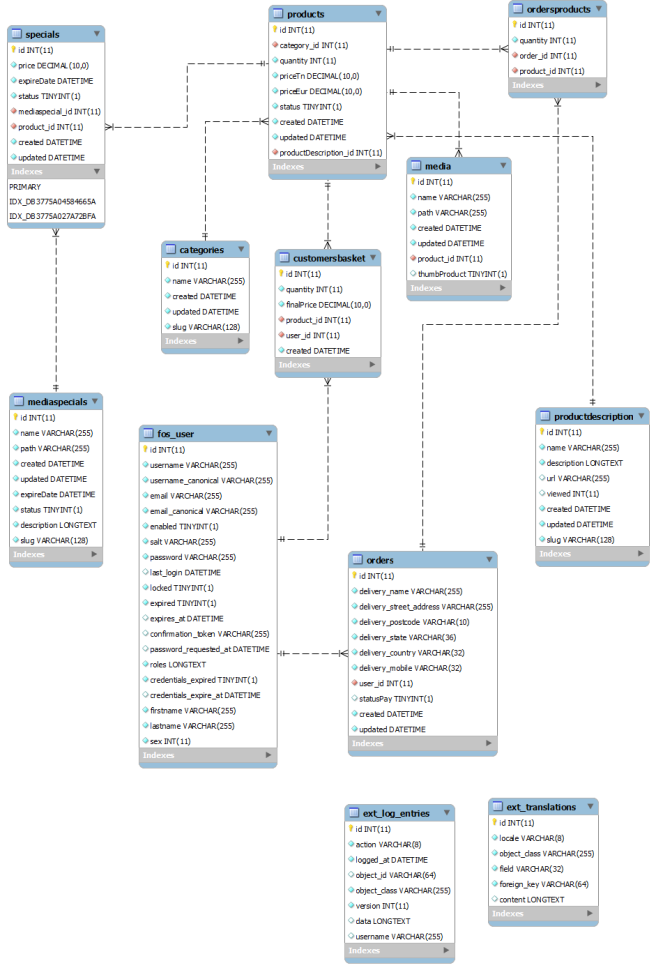 specials
id INT(11)
price DECIMAL(10,0)
expireDate DATETIME
status TINYINT(1)
mediaspecial_id INT(11)
product_id INT(11)
created DATETIME
updated DATETIME
Indexes
PRIMARY
IDX_DB3775A04584665A
IDX_DB3775A027A72BFA
products
id INT(11)
category_id INT(11)
quantity INT(11)
priceTn DECIMAL(10,0)
priceEur DECIMAL(10,0)
status TINYINT(1)
created DATETIME
updated DATETIME
productDescription_id INT(11)
Indexes
ordersproducts
id INT(11)
quantity INT(11)
order_id INT(11)
product_id INT(11)
Indexes
media
id INT(11)
name VARCHAR(255)
path VARCHAR(255)
created DATETIME
updated DATETIME
product_id INT(11)
thumbProduct TINYINT(1)
Indexes
categories
id INT(11)
name VARCHAR(255)
created DATETIME
updated DATETIME
slug VARCHAR(128)
Indexes
customersbasket
id INT(11)
quantity INT(11)
finalPrice DECIMAL(10,0)
product_id INT(11)
user_id INT(11)
created DATETIME
Indexes
mediaspecials
id INT(11)
name VARCHAR(255)
path VARCHAR(255)
created DATETIME
updated DATETIME
expireDate DATETIME
status TINYINT(1)
description LONGTEXT
slug VARCHAR(128)
Indexes
fos_user
id INT(11)
username VARCHAR(255)
username_canonical VARCHAR(255)
email VARCHAR(255)
email_canonical VARCHAR(255)
enabled TINYINT(1)
salt VARCHAR(255)
password VARCHAR(255)
last_login DATETIME
locked TINYINT(1)
expired TINYINT(1)
expires_at DATETIME
confirmation_token VARCHAR(255)
password_requested_at DATETIME
roles LONGTEXT
credentials_expired TINYINT(1)
credentials_expire_at DATETIME
firstname VARCHAR(255)
lastname VARCHAR(255)
sex INT(11)
Indexes
productdescription
id INT(11)
name VARCHAR(255)
description LONGTEXT
url VARCHAR(255)
viewed INT(11)
created DATETIME
updated DATETIME
slug VARCHAR(128)
Indexes
orders
id INT(11)
delivery_name VARCHAR(255)
delivery_street_address VARCHAR(255)
delivery_postcode VARCHAR(10)
delivery_state VARCHAR(36)
delivery_country VARCHAR(32)
delivery_mobile VARCHAR(32)
user_id INT(11)
statusPay TINYINT(1)
created DATETIME
updated DATETIME
Indexes
ext_log_entries
id INT(11)
action VARCHAR(8)
logged_at DATETIME
object_id VARCHAR(64)
object_class VARCHAR(255)
version INT(11)
data LONGTEXT
username VARCHAR(255)
Indexes
ext_translations
id INT(11)
locale VARCHAR(8)
object_class VARCHAR(255)
field VARCHAR(32)
foreign_key VARCHAR(64)
content LONGTEXT
Indexes